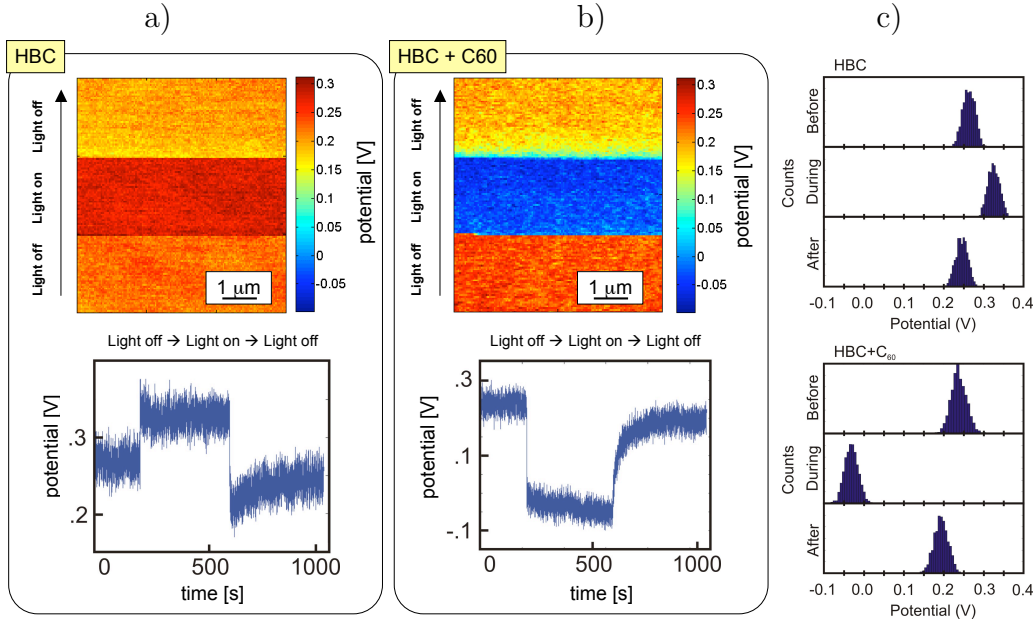 a)
HBC
Light off
Light on
Light off
0.3
0.25
0.2
0.15
0.1
0.05
0
-0.05
potential [V]
1 μm
Light off → Light on → Light off
potential [V]
.3
.2
0
500
1000
time [s]
b)
HBC + C60
Light off
Light on
Light off
0.3
0.25
0.2
0.15
0.1
0.05
0
-0.05
potential [V]
1 μm
Light off → Light on → Light off
potential [V]
.3
.1
-.1
0
500
1000
time [s]
c)
HBC
Before
During
After
Counts
-0.1
0.0
0.1
0.2
0.3
0.4
Potential (V)
HBC+C₆₀
Before
During
After
Counts
-0.1
0.0
0.1
0.2
0.3
0.4
Potential (V)